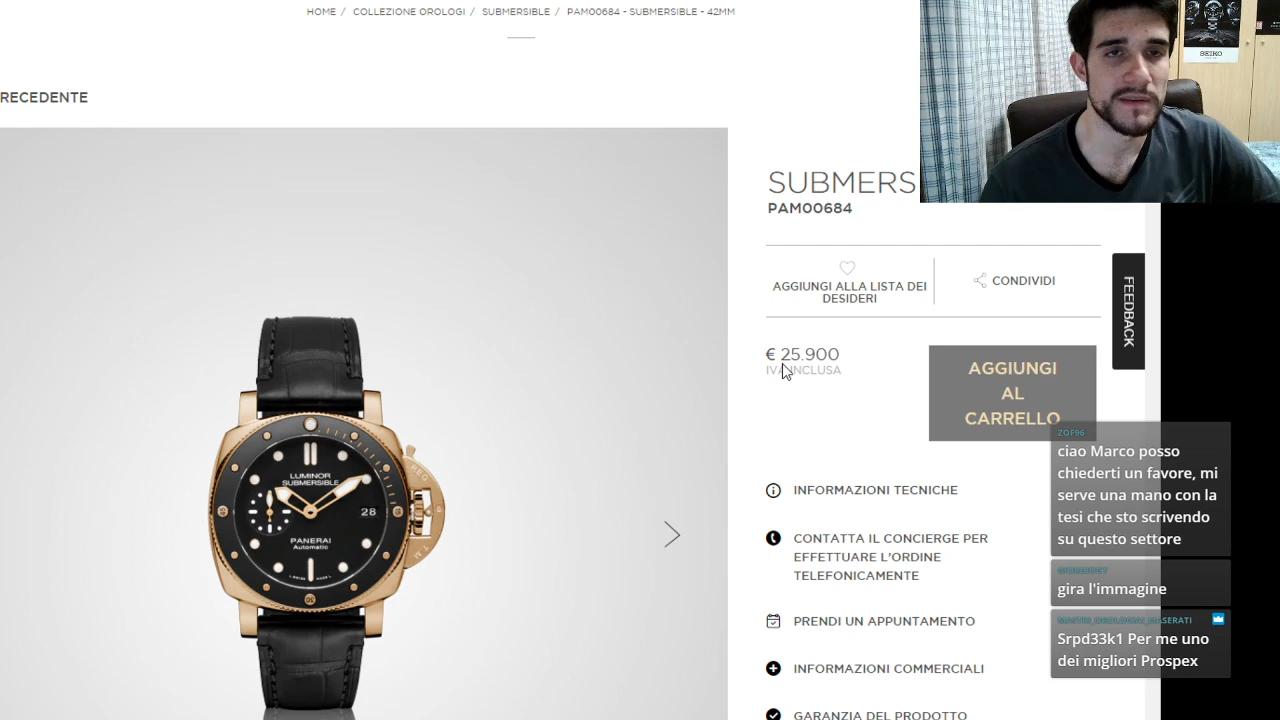 HOME / COLLEZIONE OROLOGI / SUBMERSIBLE / PAM00684 - SUBMERSIBLE - 42MM
RECEDENTE
SEIKO
SUBMERS
PAM00684
AGGIUNGI ALLA LISTA DEI
DESIDERI
CONDIVIDI
FEEDBACK
€ 25.900
IVA INCLUSA
AGGIUNGI
AL
CARRELLO
LUMINOR
SUBMERSIBLE
28
PANERAI
Automatic
INFORMAZIONI TECNICHE
CONTATTA IL CONCIERGE PER
EFFETTUARE L'ORDINE
TELEFONICAMENTE
PRENDI UN APPUNTAMENTO
INFORMAZIONI COMMERCIALI
GARANZIA DEL PRODOTTO
ZOF96
ciao Marco posso
chiederti un favore, mi
serve una mano con la
tesi che sto scrivendo
su questo settore
gira l'immagine
MASTRI_OROLOGIAI_MASERATI
Srpd33k1 Per me uno
dei migliori Prospex